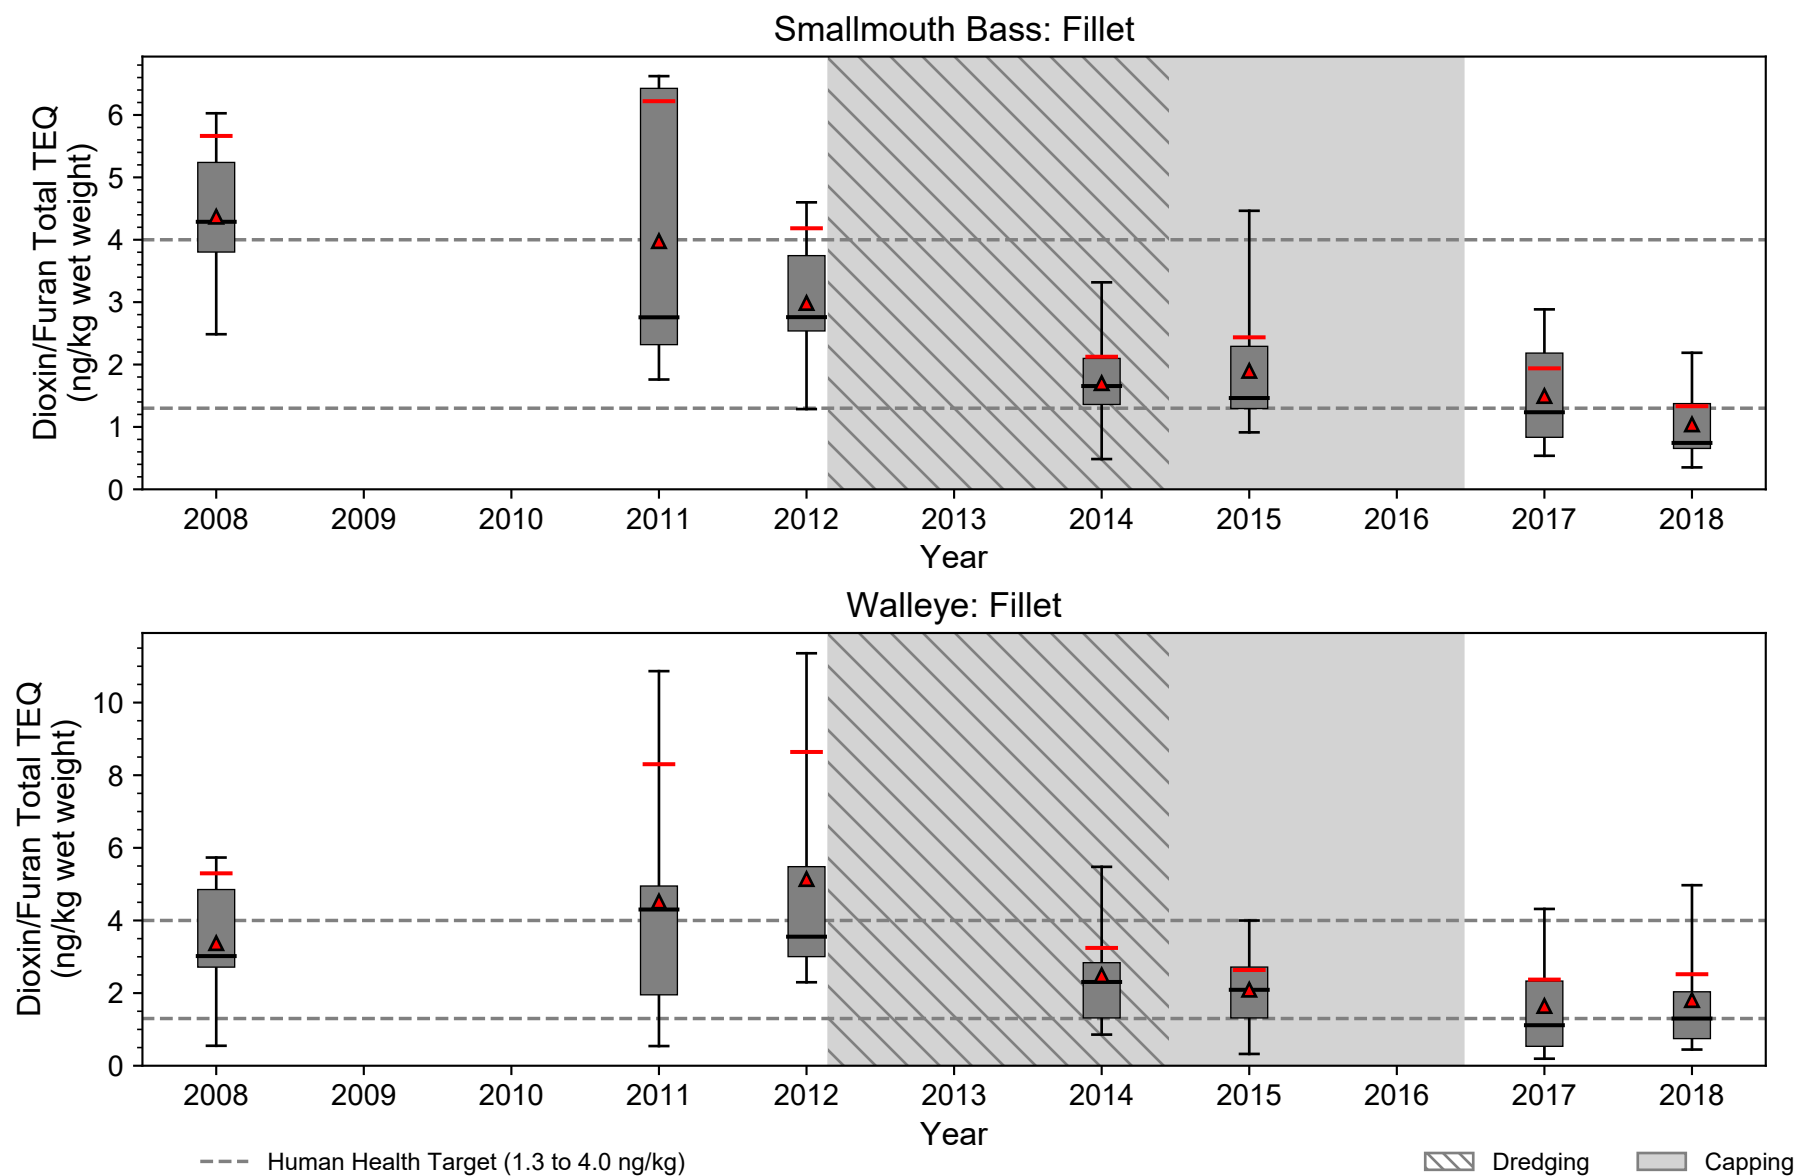 Smallmouth Bass: Fillet
Dioxin/Furan Total TEQ
(ng/kg wet weight)
6
5
4
3
2
1
0
2008 2009 2010 2011 2012 2013 2014 2015 2016 2017 2018
Year
Walleye: Fillet
Dioxin/Furan Total TEQ
(ng/kg wet weight)
10
8
6
4
2
0
2008 2009 2010 2011 2012 2013 2014 2015 2016 2017 2018
Year
Human Health Target (1.3 to 4.0 ng/kg) Dredging Capping